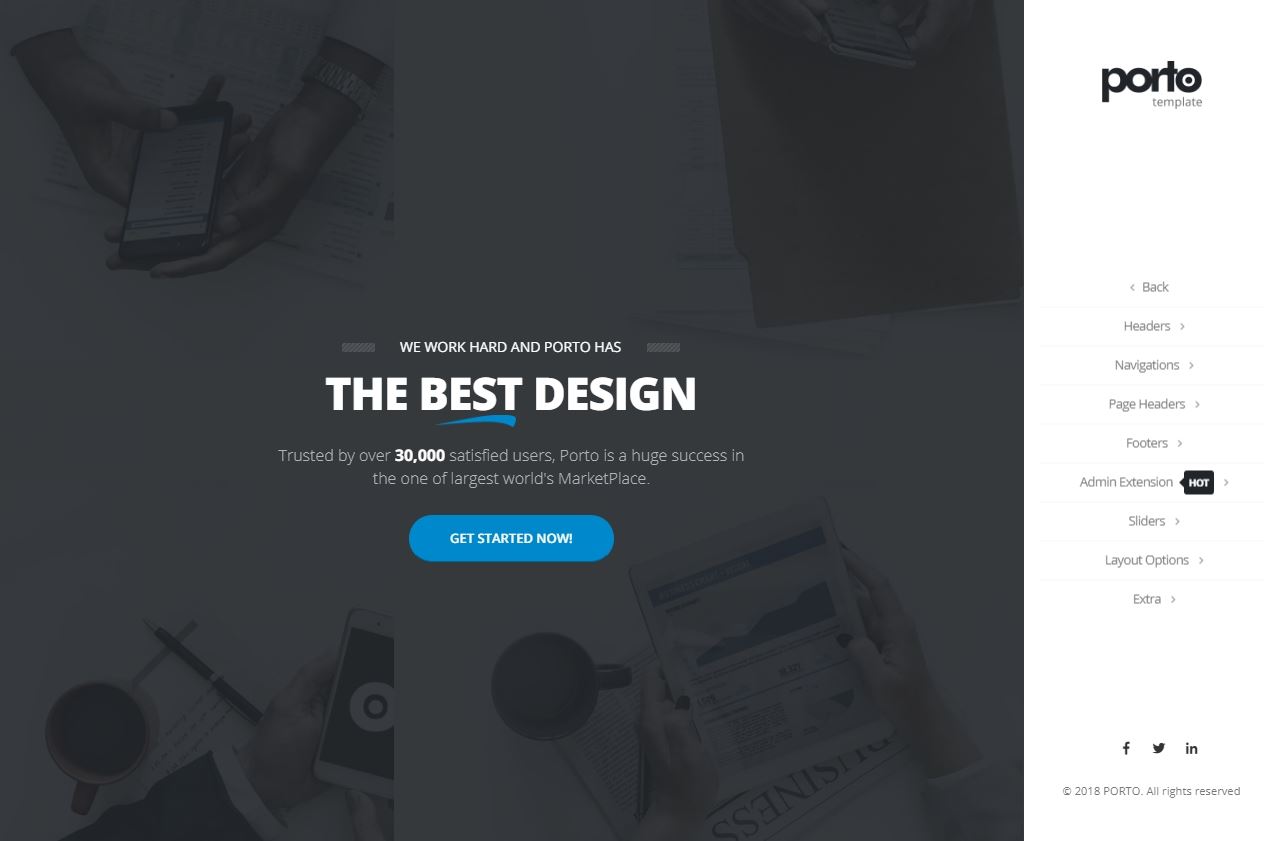 WE WORK HARD AND PORTO HAS
THE BEST DESIGN
Trusted by over 30,000 satisfied users, Porto is a huge success in
the one of largest world's MarketPlace.
GET STARTED NOW!
BUSINESS
porto
template
Back
Headers
Navigations
Page Headers
Footers
Admin Extension HOT
Sliders
Layout Options
Extra
© 2018 PORTO. All rights reserved